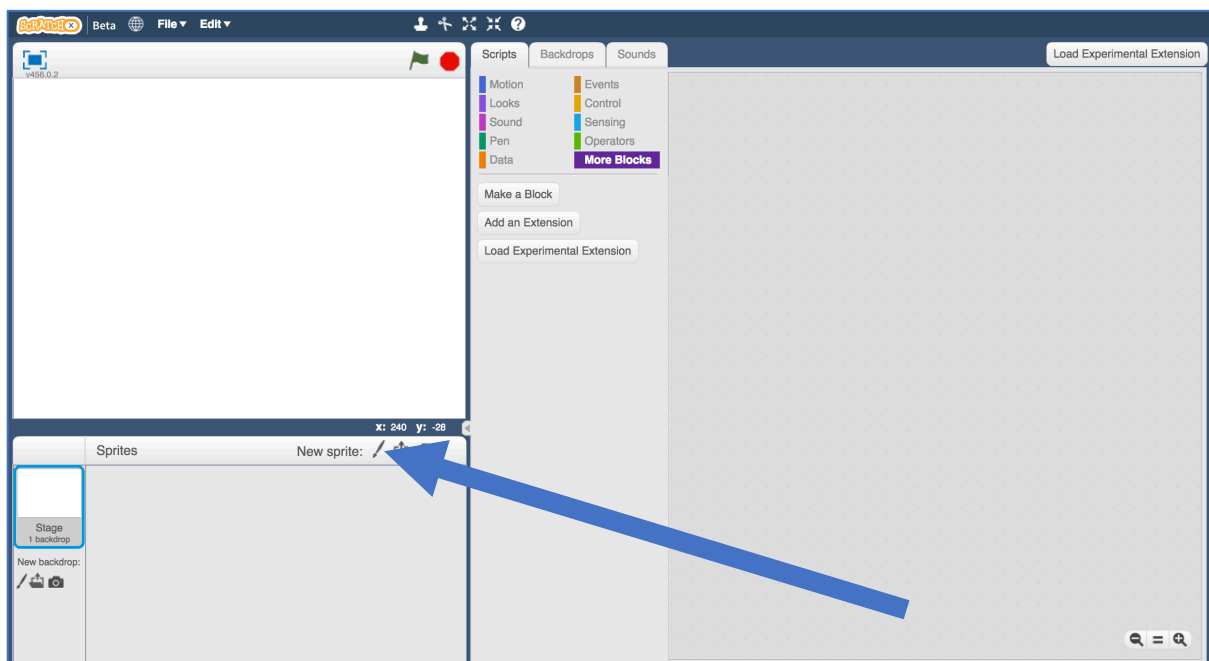 SCRATCHX Beta File Edit
v456.0.2
Scripts Backdrops Sounds Load Experimental Extension
Motion Events
Looks Control
Sound Sensing
Pen Operators
Data More Blocks
Make a Block
Add an Extension
Load Experimental Extension
x: 240 y: -28
Sprites New sprite:
Stage
1 backdrop
New backdrop: